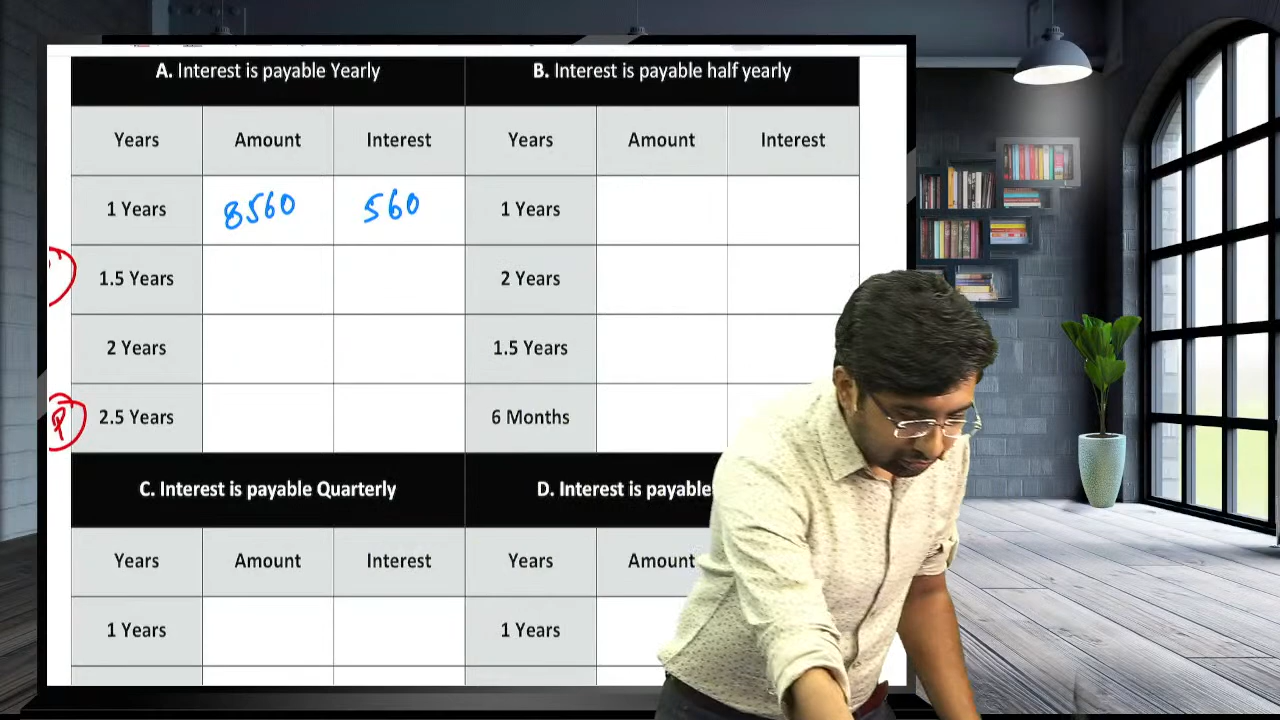 A. Interest is payable Yearly B. Interest is payable half yearly
Years Amount Interest Years Amount Interest
1 Years 8560 560 1 Years
1.5 Years 2 Years
2 Years 1.5 Years
2.5 Years 6 Months
C. Interest is payable Quarterly D. Interest is payable
Years Amount Interest Years Amount
1 Years 1 Years